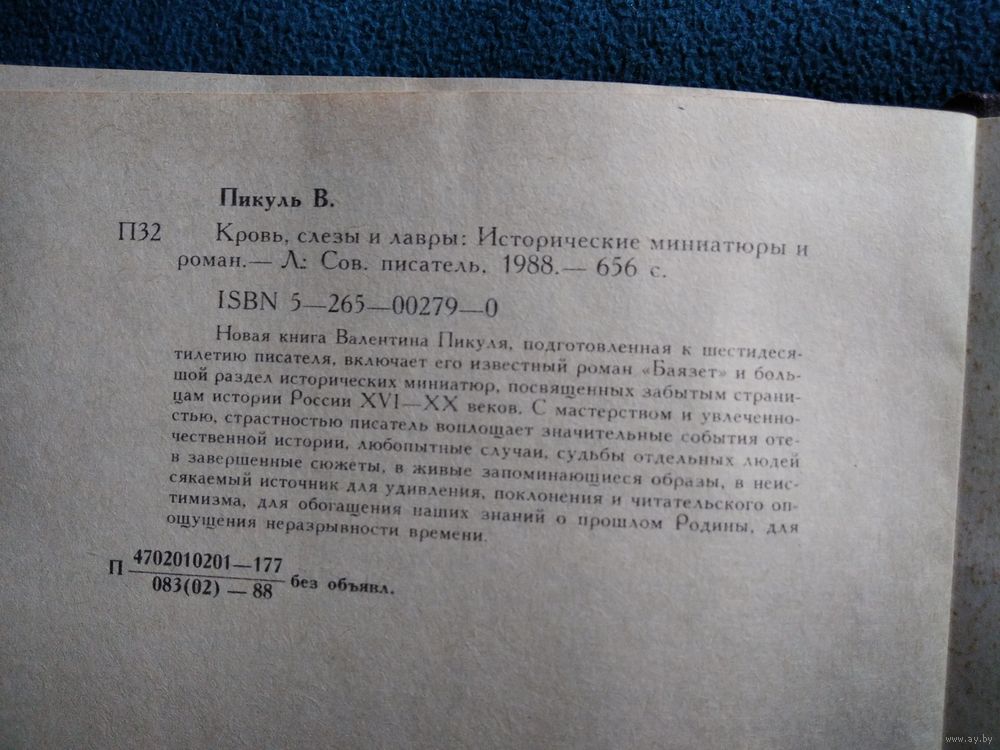 Пикуль В.
П32 Кровь, слезы и лавры: Исторические миниатюры и
роман.— Л.: Сов. писатель, 1988.— 656 с.
ISBN 5—265—00279—0
Новая книга Валентина Пикуля, подготовленная к шестидеся-
тилетию писателя, включает его известный роман «Баязет» и боль-
шой раздел исторических миниатюр, посвященных забытым страни-
цам истории России XVI—XX веков. С мастерством и увлеченно-
стью, страстностью писатель воплощает значительные события оте-
чественной истории, любопытные случаи, судьбы отдельных людей
в завершенные сюжеты, в живые запоминающиеся образы, в неис-
сякаемый источник для удивления, поклонения и читательского оп-
тимизма, для обогащения наших знаний о прошлом Родины, для
ощущения неразрывности времени.
4702010201—177
П без объявл.
083(02) — 88
www.ay.by